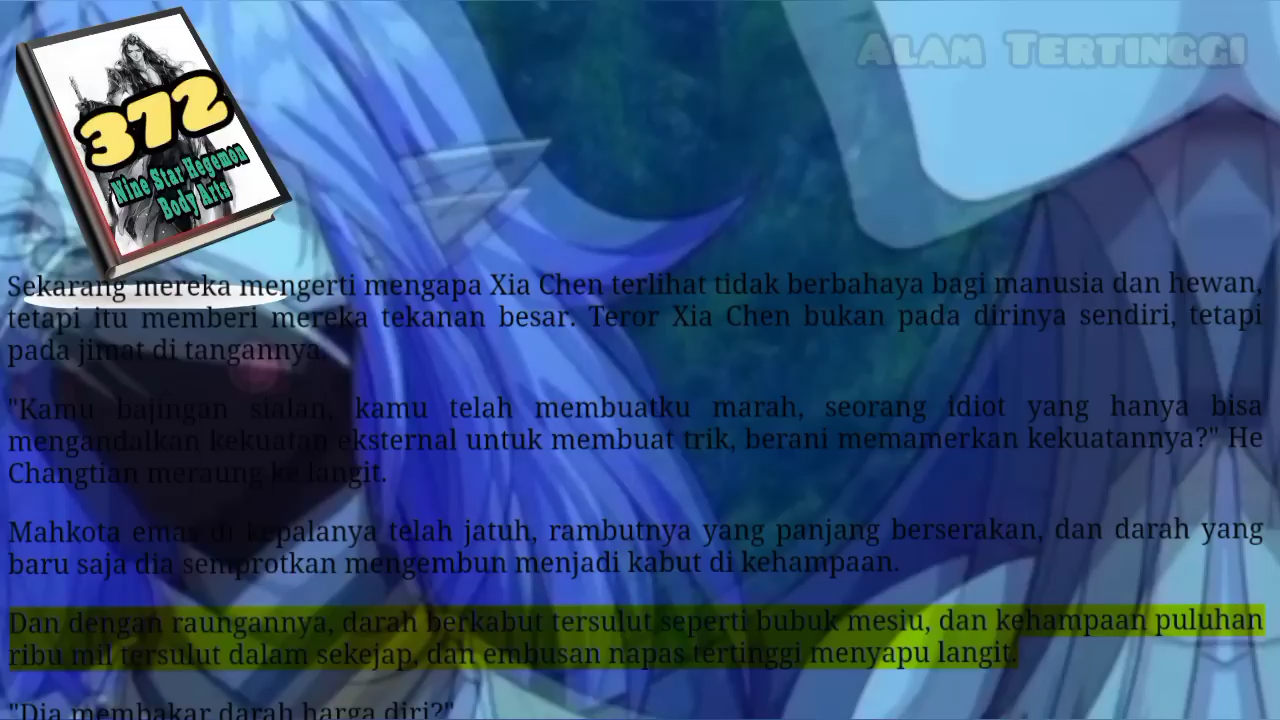 Alam Tertinggi
372
Nine Star Hegemon
Body Arts
Sekarang mereka mengerti mengapa Xia Chen terlihat tidak berbahaya bagi manusia dan hewan,
tetapi itu memberi mereka tekanan besar. Teror Xia Chen bukan pada dirinya sendiri, tetapi
pada jimat di tangannya.
"Kamu bajingan sialan, kamu telah membuatku marah, seorang idiot yang hanya bisa
mengandalkan kekuatan eksternal untuk membuat trik, berani memamerkan kekuatannya?" He
Changtian meraung ke langit.
Mahkota emas di kepalanya telah jatuh, rambutnya yang panjang berserakan, dan darah yang
baru saja dia semprotkan mengembun menjadi kabut di kehampaan.
Dan dengan raungannya, darah berkabut tersulut seperti bubuk mesiu, dan kehampaan puluhan
ribu mil tersulut dalam sekejap, dan embusan napas tertinggi menyapu langit.
"Dia membakar darah harga diri?"